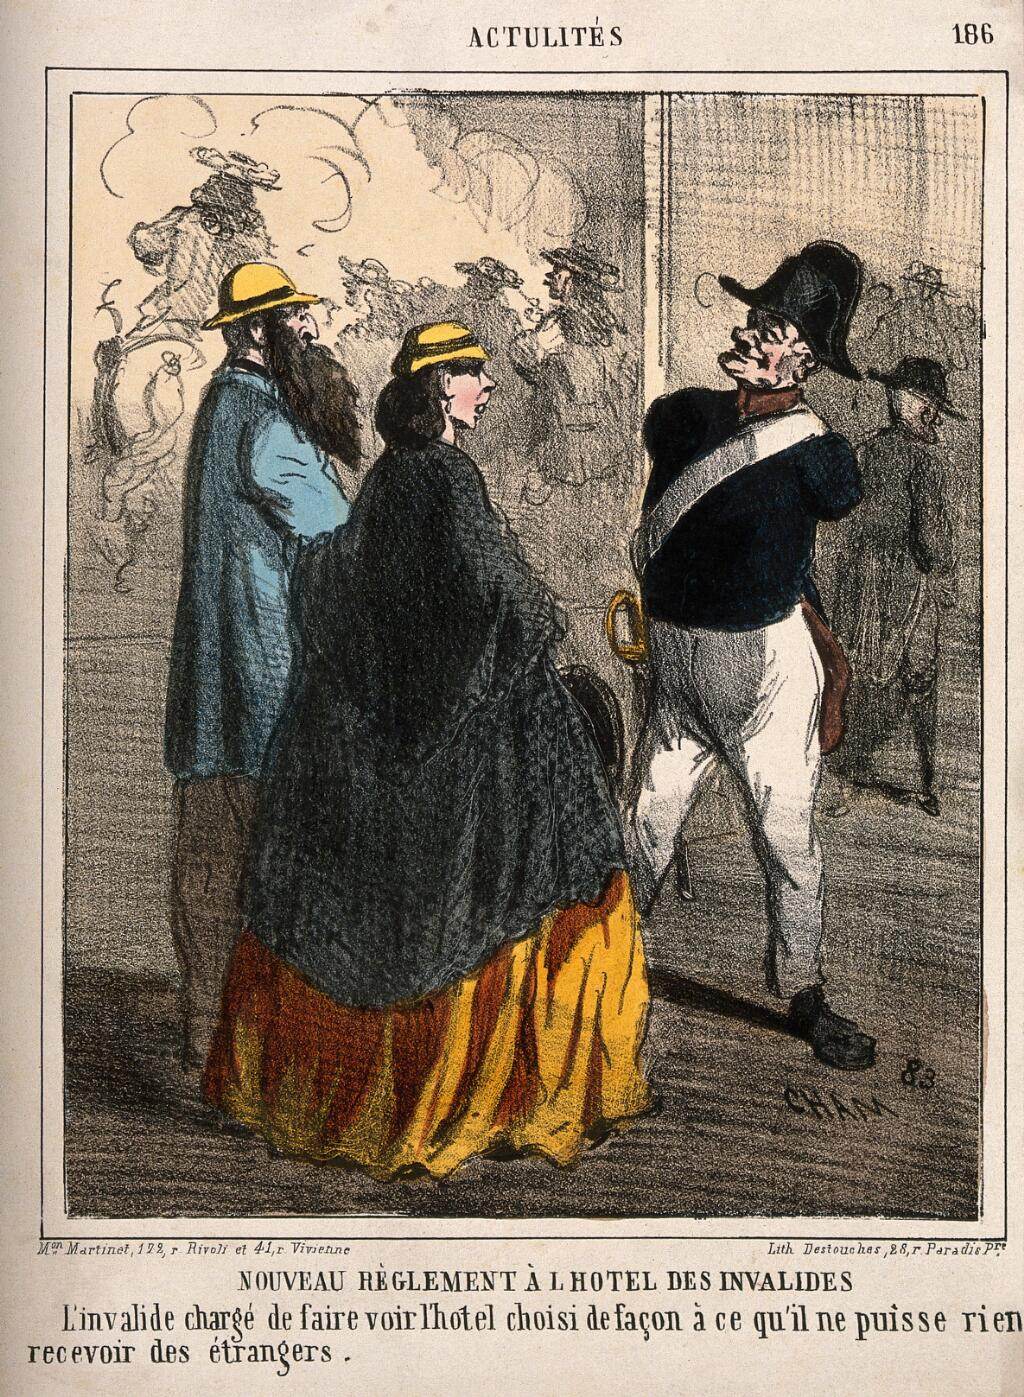 ACTULITÉS
186
83
CHAM
Mon Martinet, 172, r. Rivoli et 41, r. Vivienne
Lith. Destouches, 28, r. Paradis Pre
NOUVEAU RÈGLEMENT À L HOTEL DES INVALIDES
L'invalide chargé de faire voir l'hotel choisi de façon à ce qu'il ne puisse rien
recevoir des étrangers .